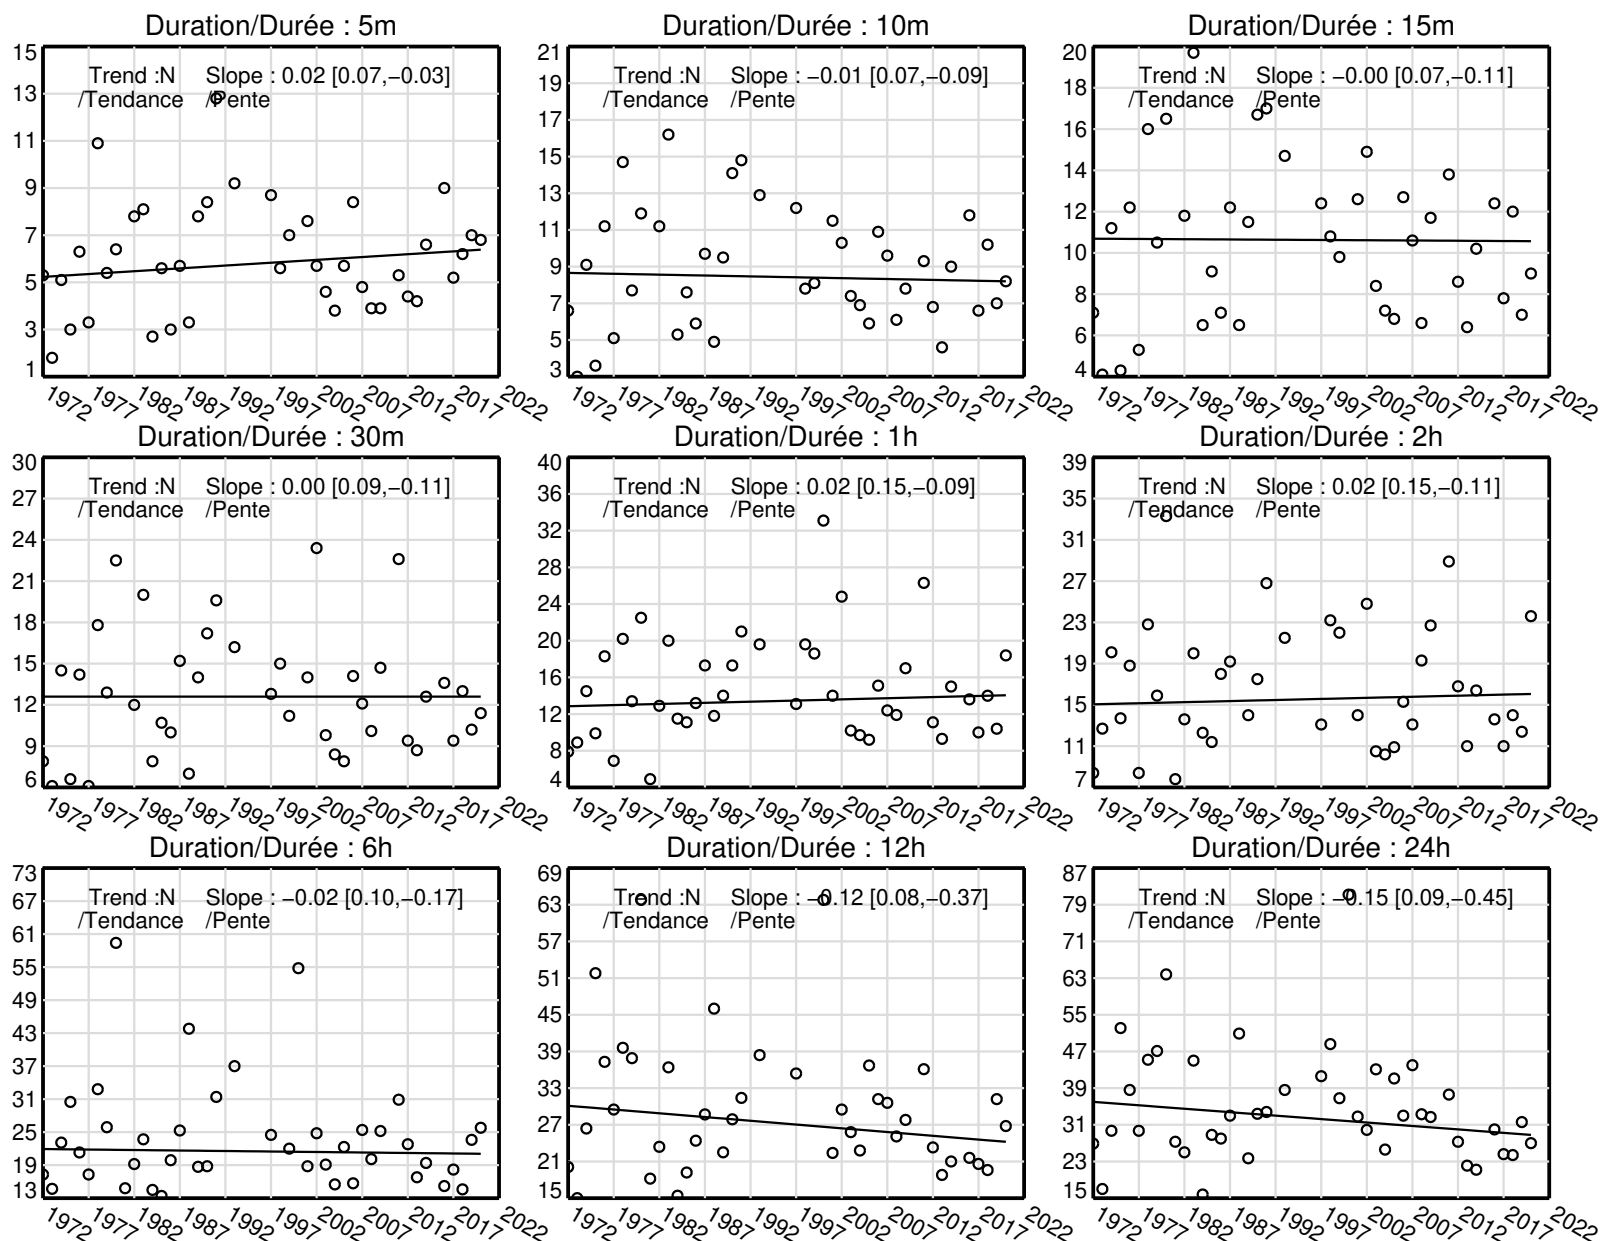 Duration/Durée : 5m
Trend :N Slope : 0.02 [0.07,−0.03]
/Tendance /Pente
15
13
11
9
7
5
3
1
1972 1977 1982 1987 1992 1997 2002 2007 2012 2017 2022
Duration/Durée : 10m
Trend :N Slope : −0.01 [0.07,−0.09]
/Tendance /Pente
21
19
17
15
13
11
9
7
5
3
1972 1977 1982 1987 1992 1997 2002 2007 2012 2017 2022
Duration/Durée : 15m
Trend :N Slope : −0.00 [0.07,−0.11]
/Tendance /Pente
20
18
16
14
12
10
8
6
4
1972 1977 1982 1987 1992 1997 2002 2007 2012 2017 2022
Duration/Durée : 30m
Trend :N Slope : 0.00 [0.09,−0.11]
/Tendance /Pente
30
27
24
21
18
15
12
9
6
1972 1977 1982 1987 1992 1997 2002 2007 2012 2017 2022
Duration/Durée : 1h
Trend :N Slope : 0.02 [0.15,−0.09]
/Tendance /Pente
40
36
32
28
24
20
16
12
8
4
1972 1977 1982 1987 1992 1997 2002 2007 2012 2017 2022
Duration/Durée : 2h
Trend :N Slope : 0.02 [0.15,−0.11]
/Tendance /Pente
39
35
31
27
23
19
15
11
7
1972 1977 1982 1987 1992 1997 2002 2007 2012 2017 2022
Duration/Durée : 6h
Trend :N Slope : −0.02 [0.10,−0.17]
/Tendance /Pente
73
67
61
55
49
43
37
31
25
19
13
1972 1977 1982 1987 1992 1997 2002 2007 2012 2017 2022
Duration/Durée : 12h
Trend :N Slope : −0.12 [0.08,−0.37]
/Tendance /Pente
69
63
57
51
45
39
33
27
21
15
1972 1977 1982 1987 1992 1997 2002 2007 2012 2017 2022
Duration/Durée : 24h
Trend :N Slope : −0.15 [0.09,−0.45]
/Tendance /Pente
87
79
71
63
55
47
39
31
23
15
1972 1977 1982 1987 1992 1997 2002 2007 2012 2017 2022